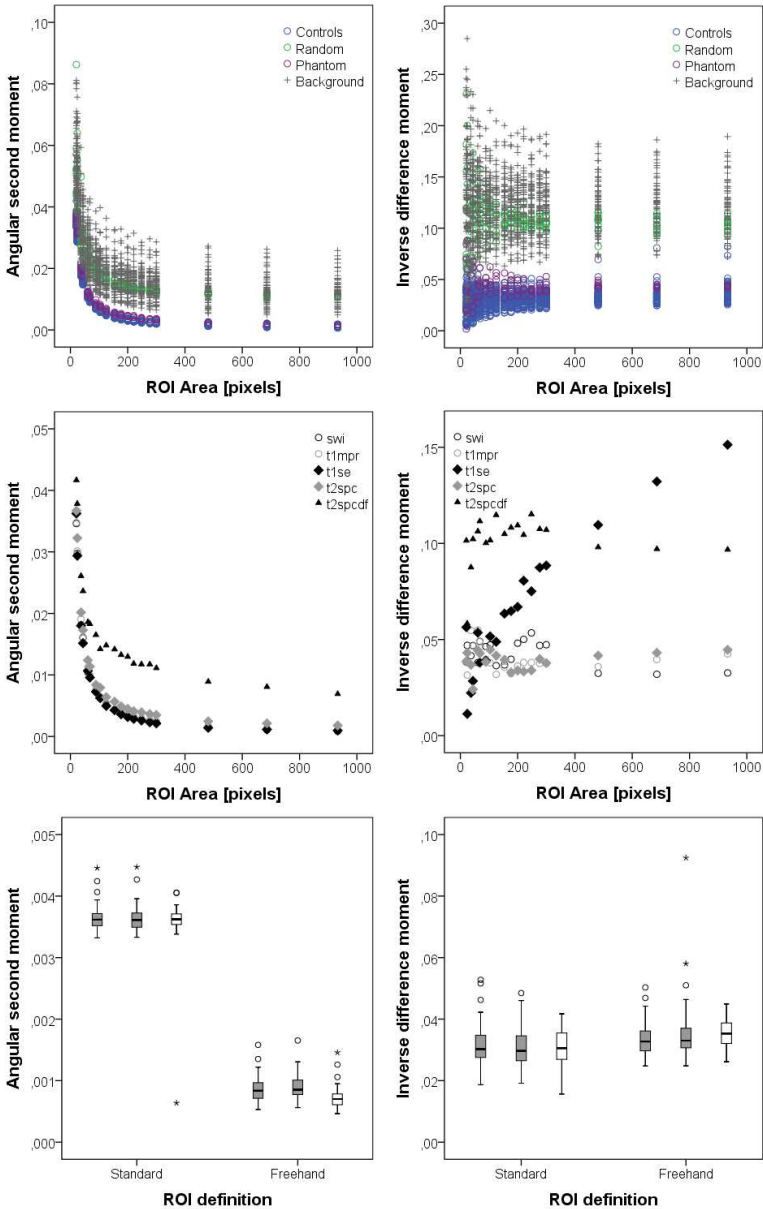 Angular second moment
,10
,08
,06
,04
,02
,00
Controls
Random
Phantom
Background
0 200 400 600 800 1000
ROI Area [pixels]
Inverse difference moment
,30
,25
,20
,15
,10
,05
,00
Controls
Random
Phantom
Background
0 200 400 600 800 1000
ROI Area [pixels]
Angular second moment
,05
,04
,03
,02
,01
,00
swi
t1mpr
t1se
t2spc
t2spcdf
0 200 400 600 800 1000
ROI Area [pixels]
Inverse difference moment
,15
,10
,05
,00
swi
t1mpr
t1se
t2spc
t2spcdf
0 200 400 600 800 1000
ROI Area [pixels]
Angular second moment
,005
,004
,003
,002
,001
,000
Standard Freehand
ROI definition
Inverse difference moment
,10
,08
,06
,04
,02
,00
Standard Freehand
ROI definition